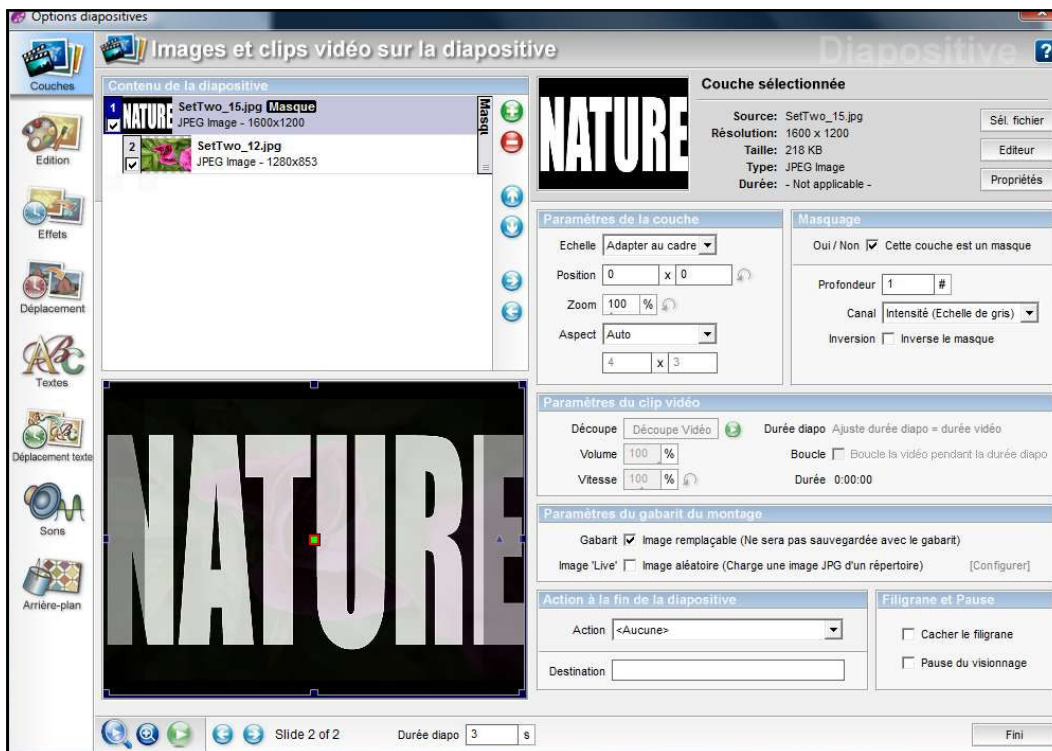 Options diapositives
Images et clips vidéo sur la diapositive
Diapositive
?
Couches
Edition
Effets
Déplacement
Textes
Déplacement texte
Sons
Arrière-plan
Contenu de la diapositive
1 NATURE SetTwo_15.jpg Masque
JPEG Image - 1600x1200
2 SetTwo_12.jpg
JPEG Image - 1280x853
Masqu
NATURE
NATURE
Couche sélectionnée
Source: SetTwo_15.jpg
Résolution: 1600 x 1200
Taille: 218 KB
Type: JPEG Image
Durée: - Not applicable -
Sél. fichier
Editeur
Propriétés
Paramètres de la couche
Echelle Adapter au cadre
Position 0 x 0
Zoom 100 %
Aspect Auto
4 x 3
Masquage
Oui / Non Cette couche est un masque
Profondeur 1 #
Canal Intensité (Echelle de gris)
Inversion Inverse le masque
Paramètres du clip vidéo
Découpe Découpe Vidéo Durée diapo Ajuste durée diapo = durée vidéo
Volume 100 % Boucle Boucle la vidéo pendant la durée diapo
Vitesse 100 % Durée 0:00:00
Paramètres du gabarit du montage
Gabarit Image remplaçable (Ne sera pas sauvegardée avec le gabarit)
Image 'Live' Image aléatoire (Charge une image JPG d'un répertoire) [Configurer]
Action à la fin de la diapositive
Action <Aucune>
Destination
Filigrane et Pause
Cacher le filigrane
Pause du visionnage
Slide 2 of 2 Durée diapo 3 s
Fini